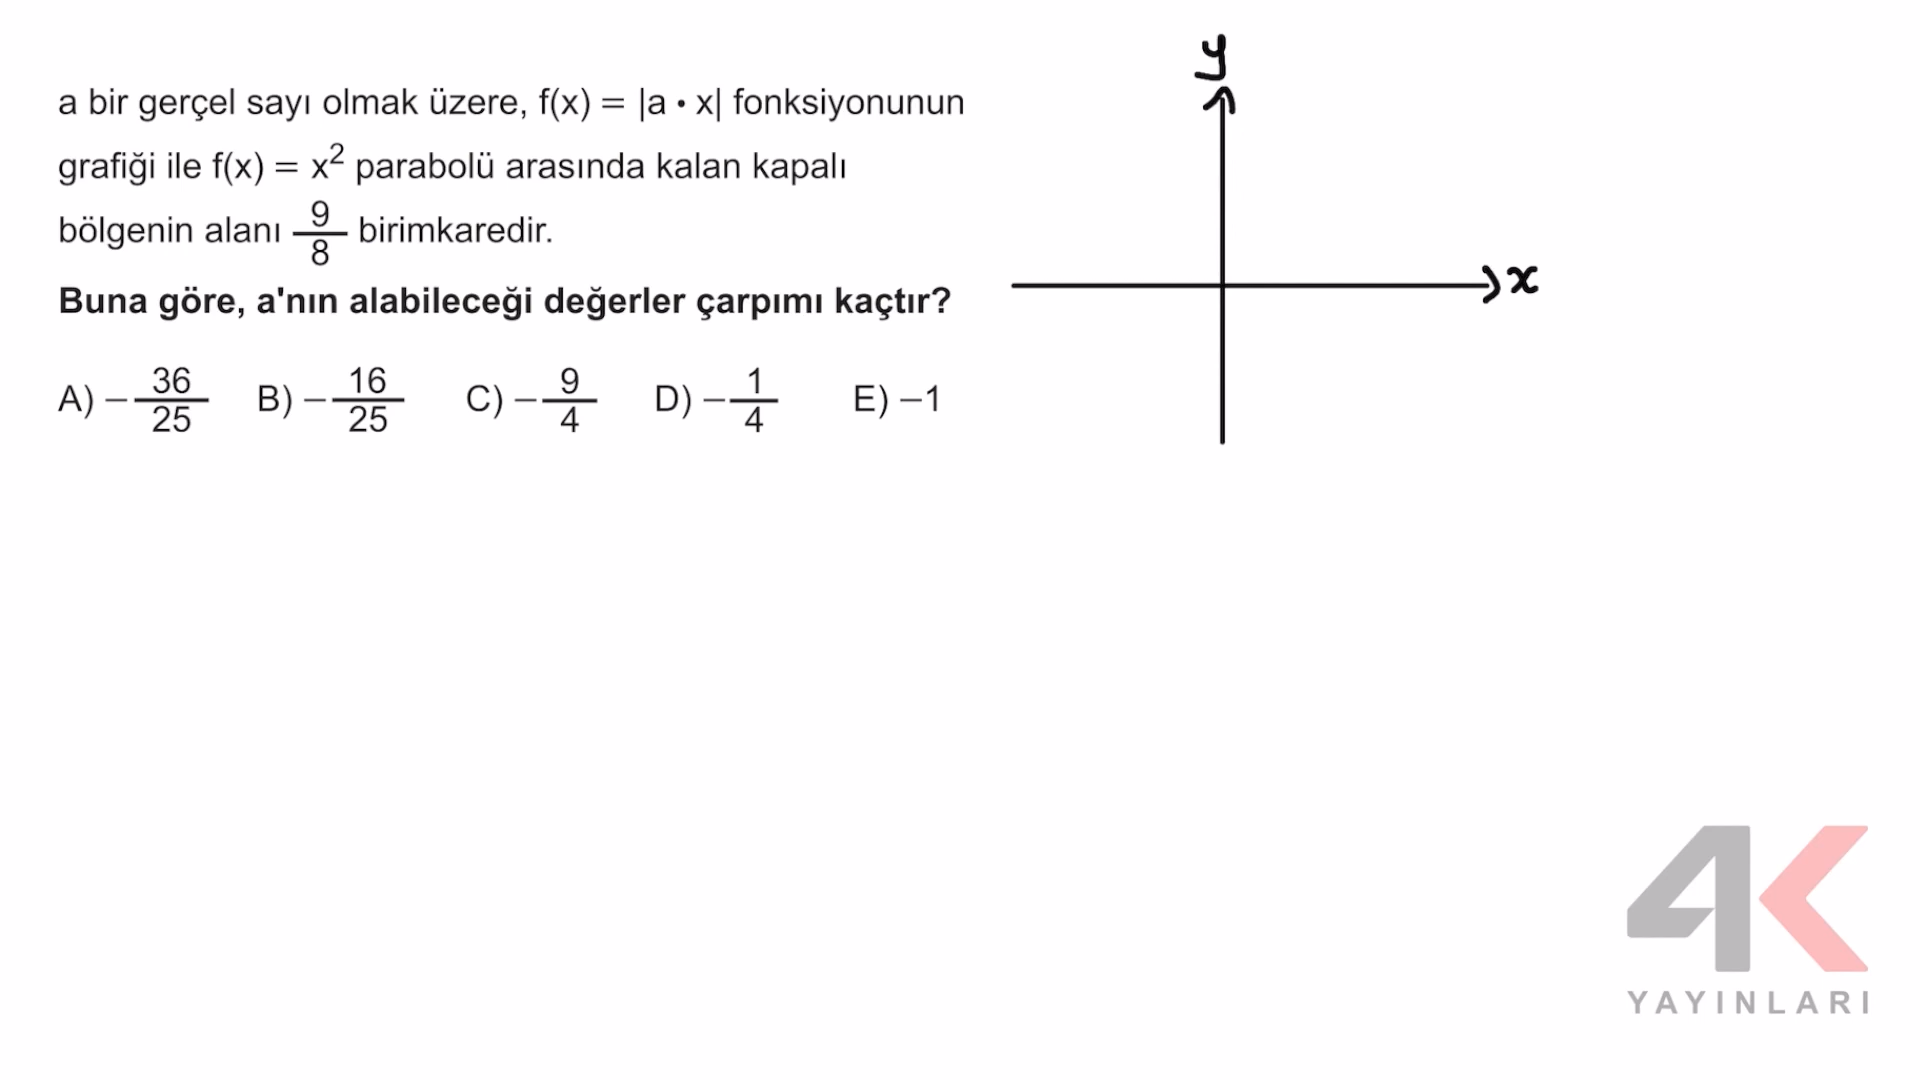 a bir gerçel sayı olmak üzere, f(x) = |a • x| fonksiyonunun
grafiği ile f(x) = x² parabolü arasında kalan kapalı
bölgenin alanı 9/8 birimkaredir.
Buna göre, a'nın alabileceği değerler çarpımı kaçtır?
A) –36/25 B) –16/25 C) –9/4 D) –1/4 E) –1
y
x
4K
YAYINLARI